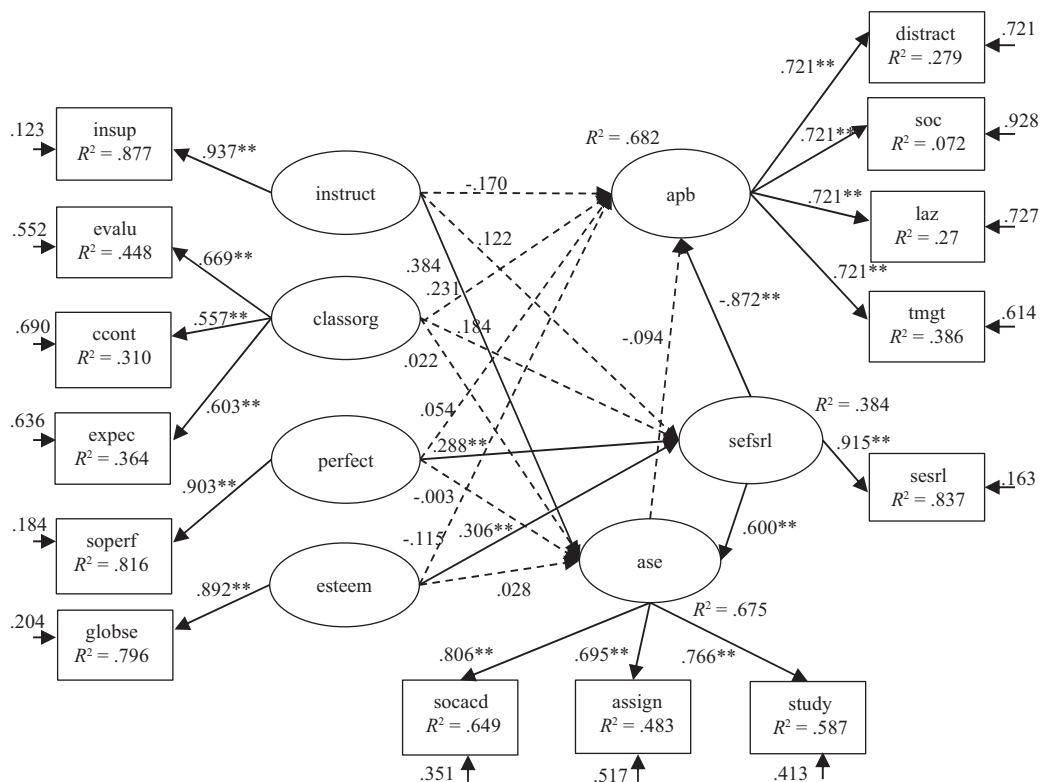 distract
R² = .279
.721
.721**
soc
R² = .072
.928
.721**
laz
R² = .27
.727
.721**
tmgt
R² = .386
.614
.721**
.123
insup
R² = .877
.937**
instruct
R² = .682
apb
-.170
.122
.384
.231
.552
evalu
R² = .448
.669**
classorg
.184
.022
-.872**
-.094
.690
ccont
R² = .310
.557**
.636
expec
R² = .364
.603**
perfect
.054
.288**
-.003
sefsrl
R² = .384
.915**
sesrl
R² = .837
.163
.903**
.184
soperf
R² = .816
.306**
-.115
.600**
esteem
.028
ase
R² = .675
.892**
.204
globse
R² = .796
.806**
.695**
.766**
socacd
R² = .649
assign
R² = .483
study
R² = .587
.351
.517
.413